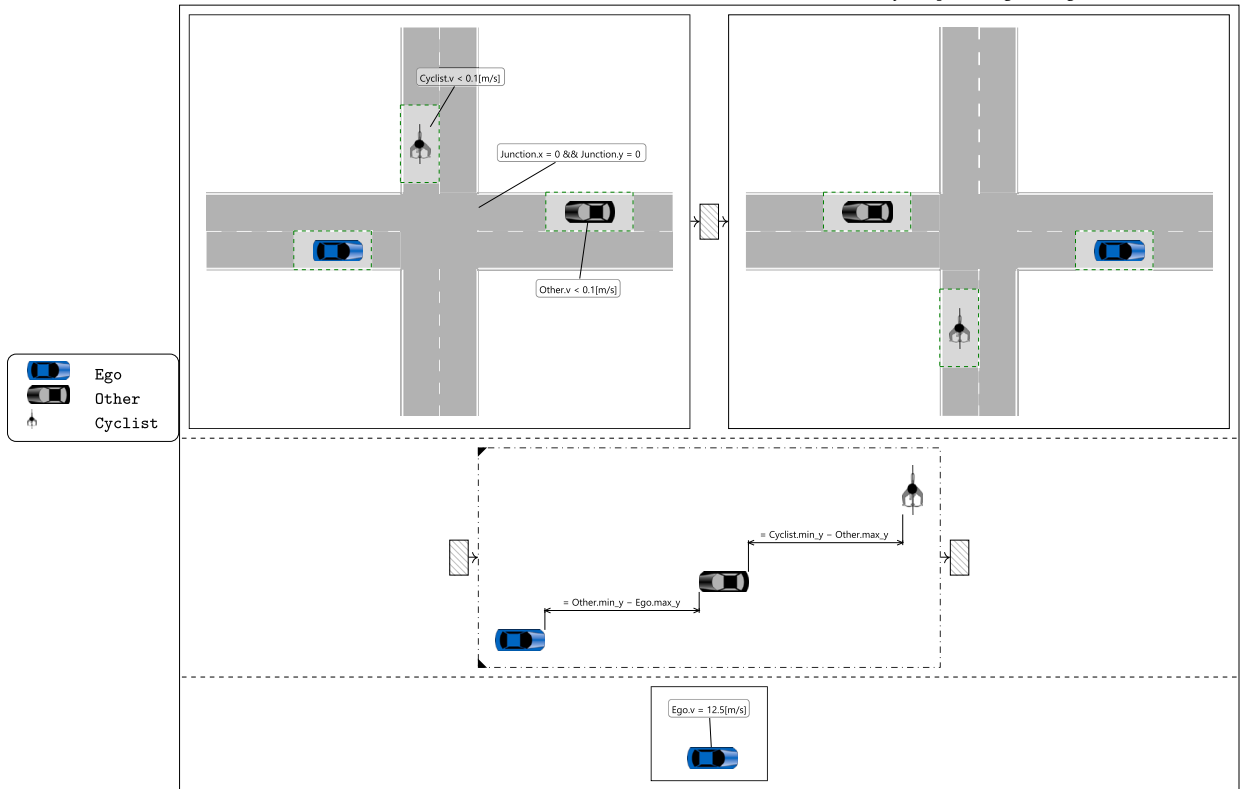 Cyclist.v < 0.1[m/s]
Junction.x = 0 && Junction.y = 0
Other.v < 0.1[m/s]
Ego
Other
Cyclist
= Cyclist.min_y − Other.max_y
= Other.min_y − Ego.max_y
Ego.v = 12.5[m/s]